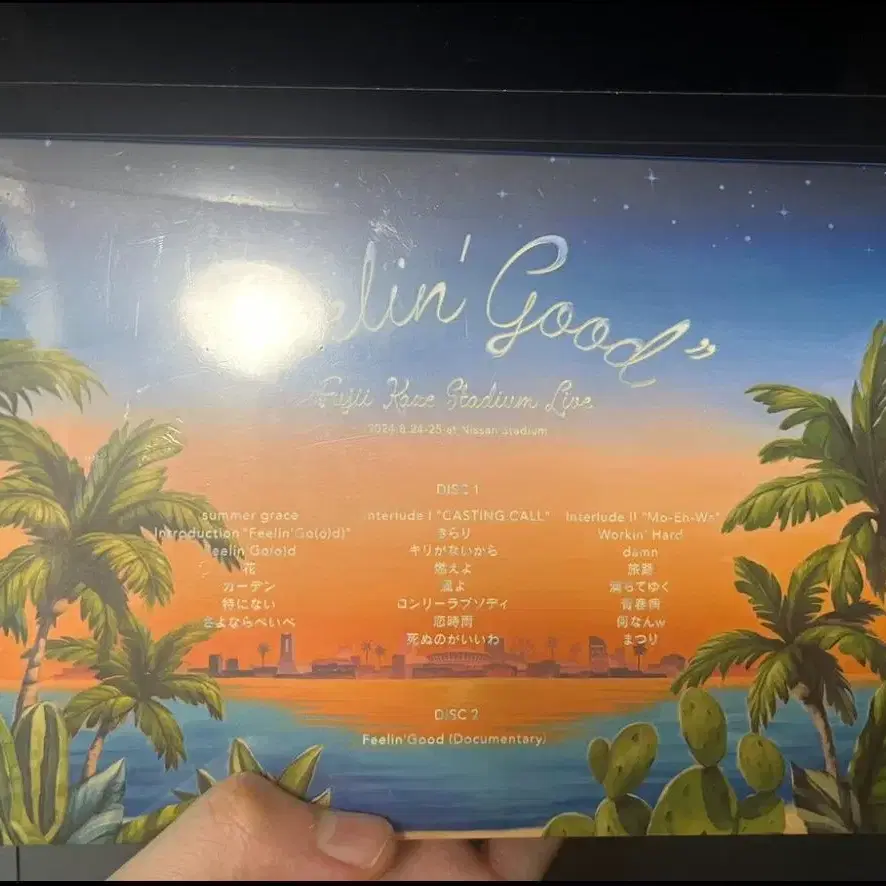 elin' Good”
Fujii Kaze Stadium Live
2024.8.24-25 at Nissan Stadium
DISC 1
summer grace
Introduction "Feelin'Go(o)d)"
Feelin Go(o)d
花
ガーデン
特にない
さよならべいべ
Interlude I "CASTING CALL"
きらり
キリがないから
燃えよ
風よ
ロンリーラプソディ
恋時雨
死ぬのがいいわ
Interlude II "Mo-Eh-Wa"
Workin' Hard
damn
旅路
満ちてゆく
青春病
何なんw
まつり
DISC 2
Feelin'Good (Documentary)